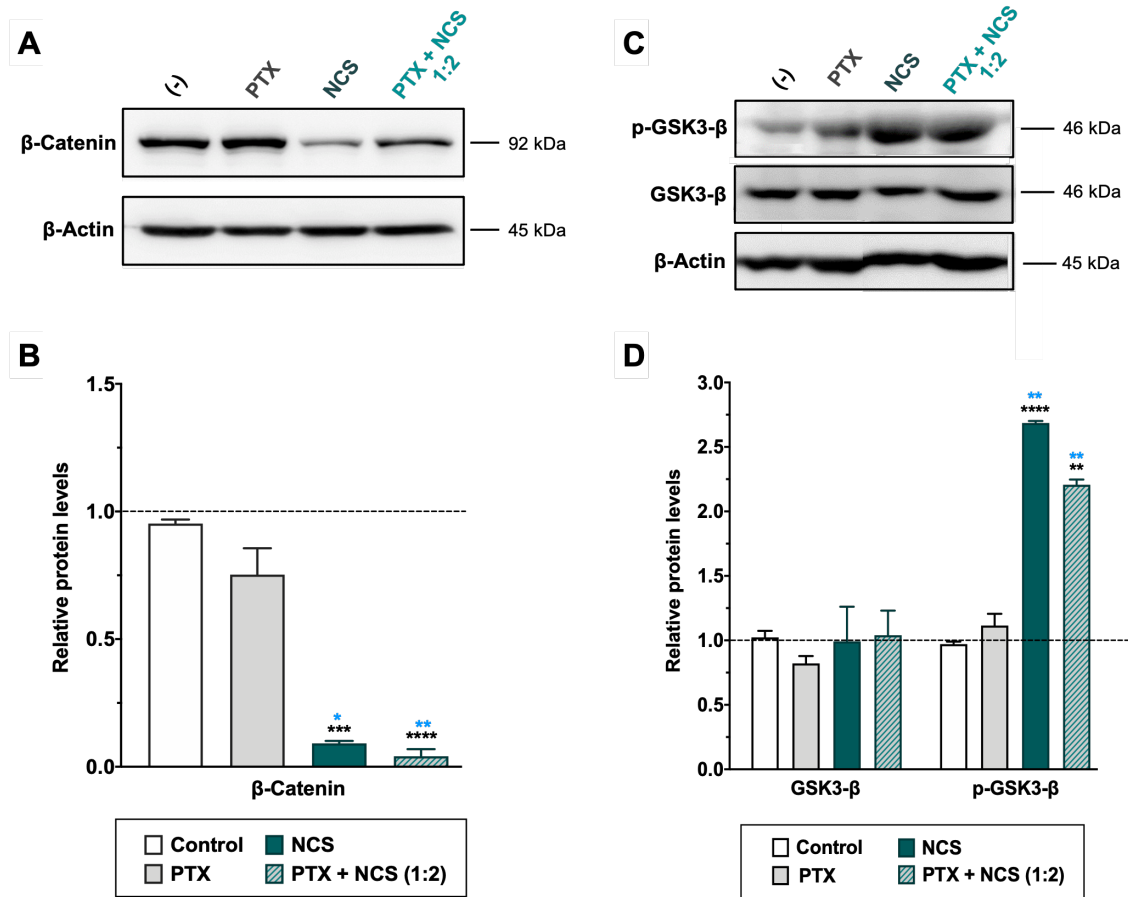 A
(-)
PTX
NCS
PTX + NCS
1:2
β-Catenin
92 kDa
β-Actin
45 kDa
C
PTX
(-)
NCS
PTX + NCS
1:2
p-GSK3-β
46 kDa
GSK3-β
46 kDa
β-Actin
45 kDa
B
Relative protein levels
1.5
1.0
0.5
0.0
*
***
**
****
β-Catenin
Control
NCS
PTX
PTX + NCS (1:2)
D
Relative protein levels
3.0
2.5
2.0
1.5
1.0
0.5
0.0
**
****
**
**
GSK3-β
p-GSK3-β
Control
NCS
PTX
PTX + NCS (1:2)